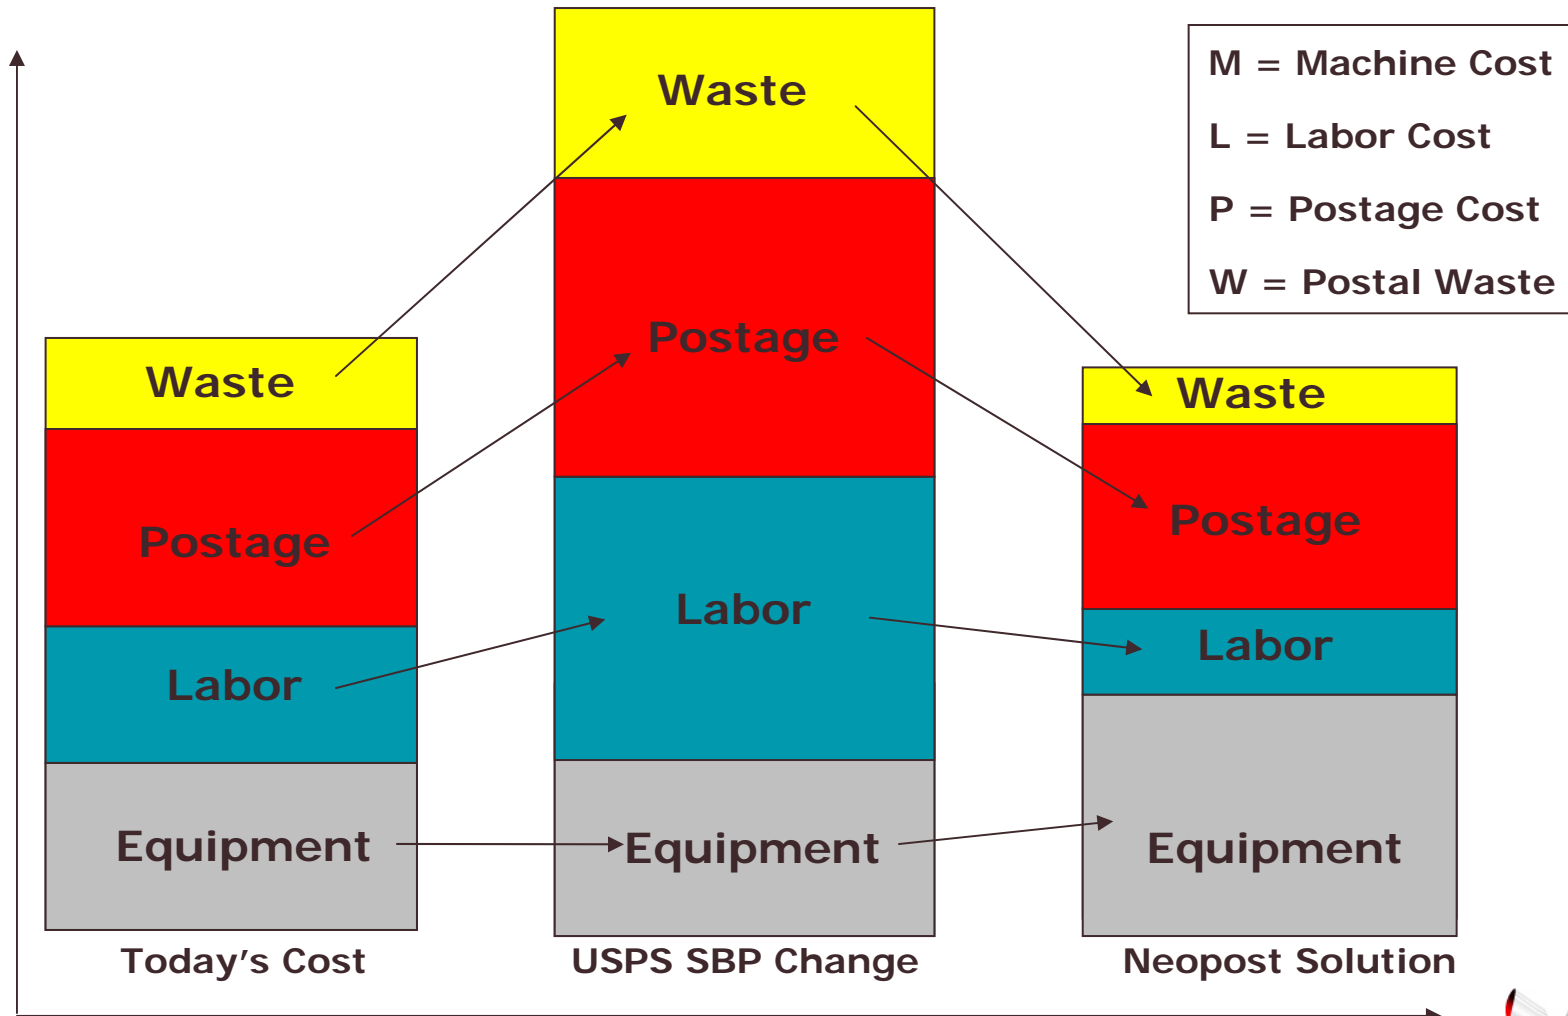 Waste
Postage
Labor
Equipment
Today's Cost
Waste
Postage
Labor
Equipment
USPS SBP Change
Waste
Postage
Labor
Equipment
Neopost Solution
M = Machine Cost
L = Labor Cost
P = Postage Cost
W = Postal Waste